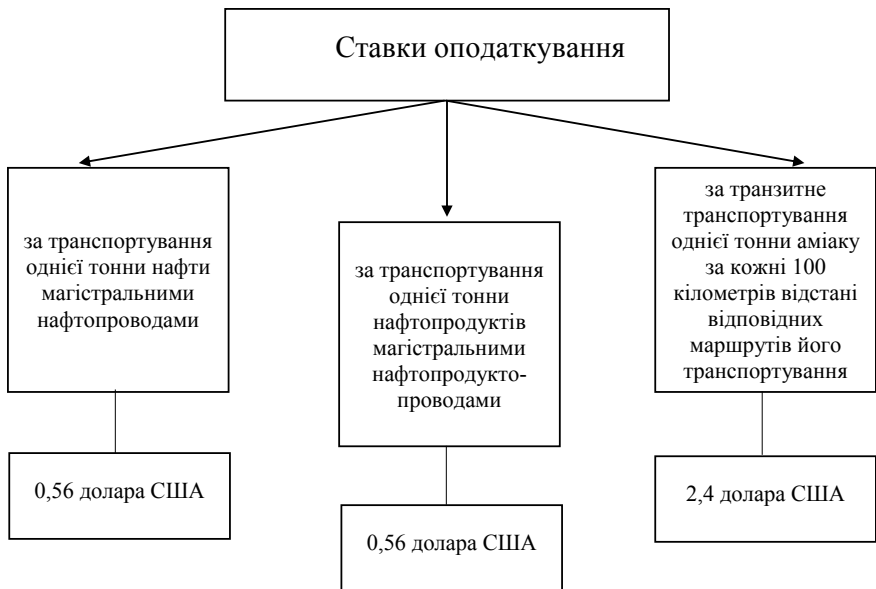 Ставки оподаткування
за транспортування
однієї тонни нафти
магістральними
нафтопроводами
0,56 долара США
за транспортування
однієї тонни
нафтопродуктів
магістральними
нафтопродукто-
проводами
0,56 долара США
за транзитне
транспортування
однієї тонни аміаку
за кожні 100
кілометрів відстані
відповідних
маршрутів його
транспортування
2,4 долара США